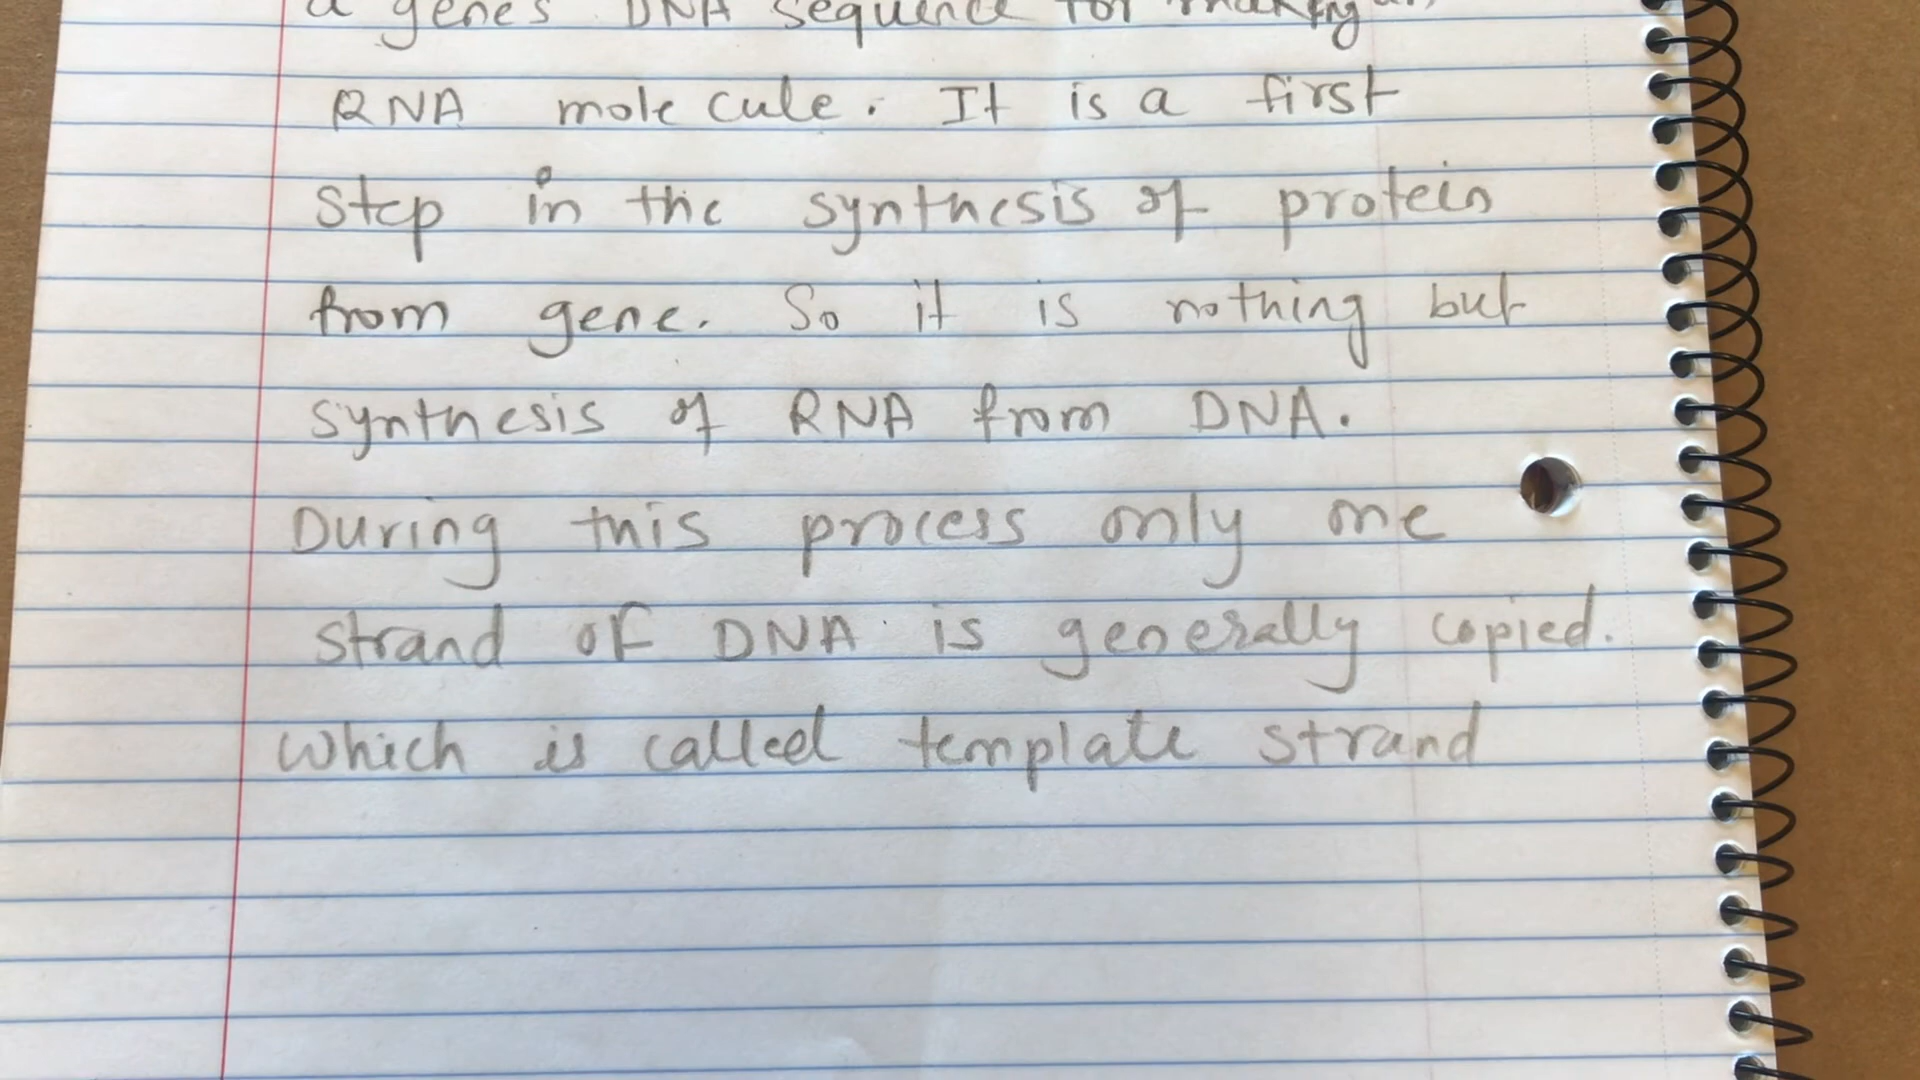 a genes DNA sequence for making an
RNA molecule. It is a first
step in the synthesis of protein
from gene. So it is nothing but
synthesis of RNA from DNA.
During this process only one
strand of DNA is generally copied.
which is called template strand